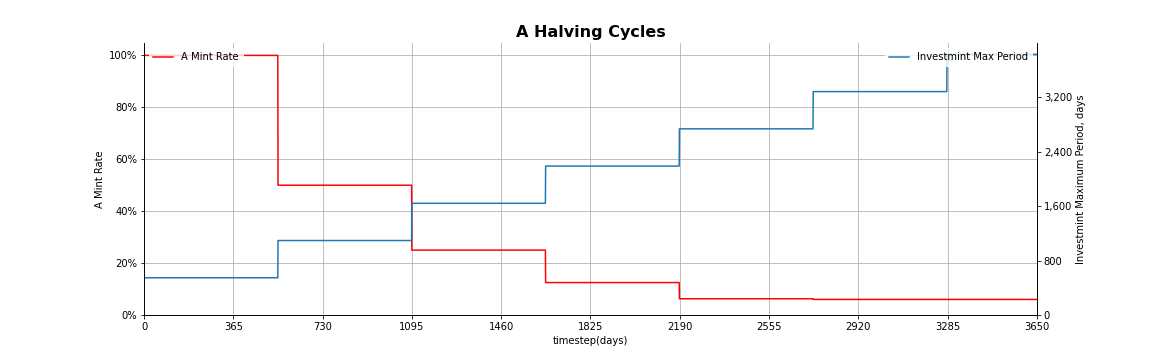 A Halving Cycles
A Mint Rate
Investmint Max Period
100%
80%
60%
40%
20%
0%
A Mint Rate
3,200
2,400
1,600
800
0
Investmint Maximum Period, days
0 365 730 1095 1460 1825 2190 2555 2920 3285 3650
timestep(days)